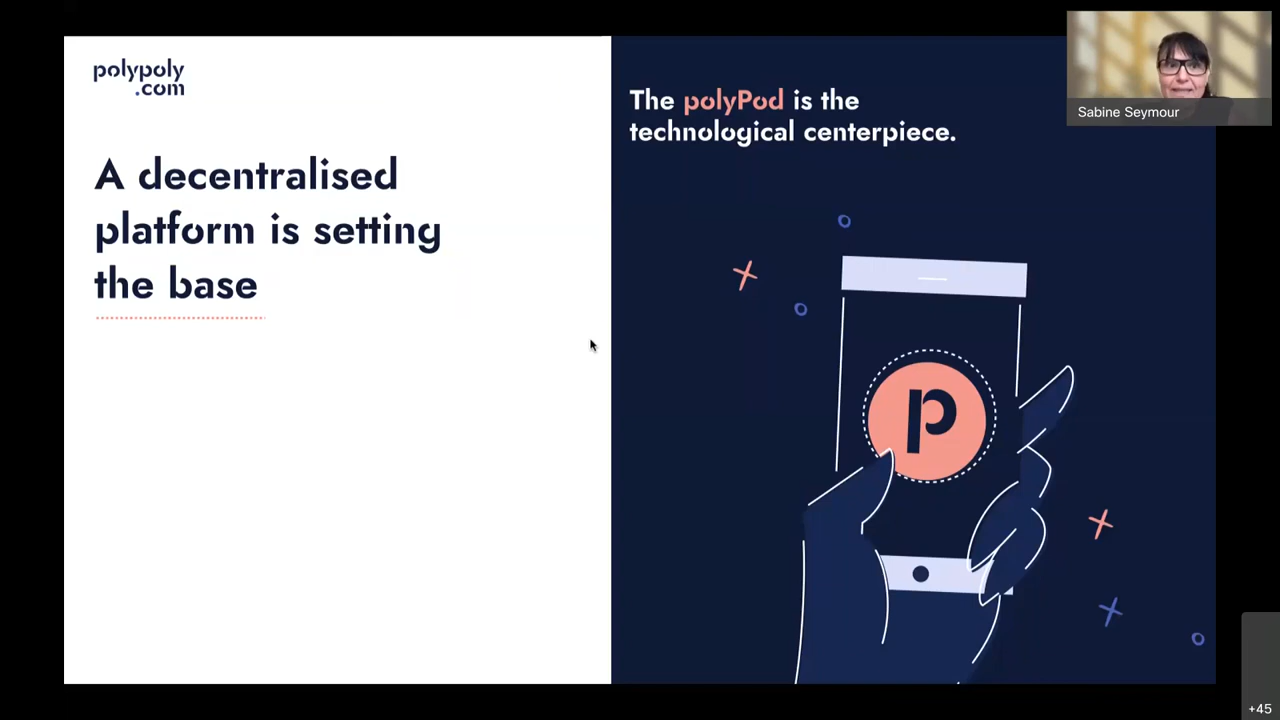 polypoly
.com
A decentralised
platform is setting
the base
The polyPod is the
technological centerpiece.
p
Sabine Seymour
+45